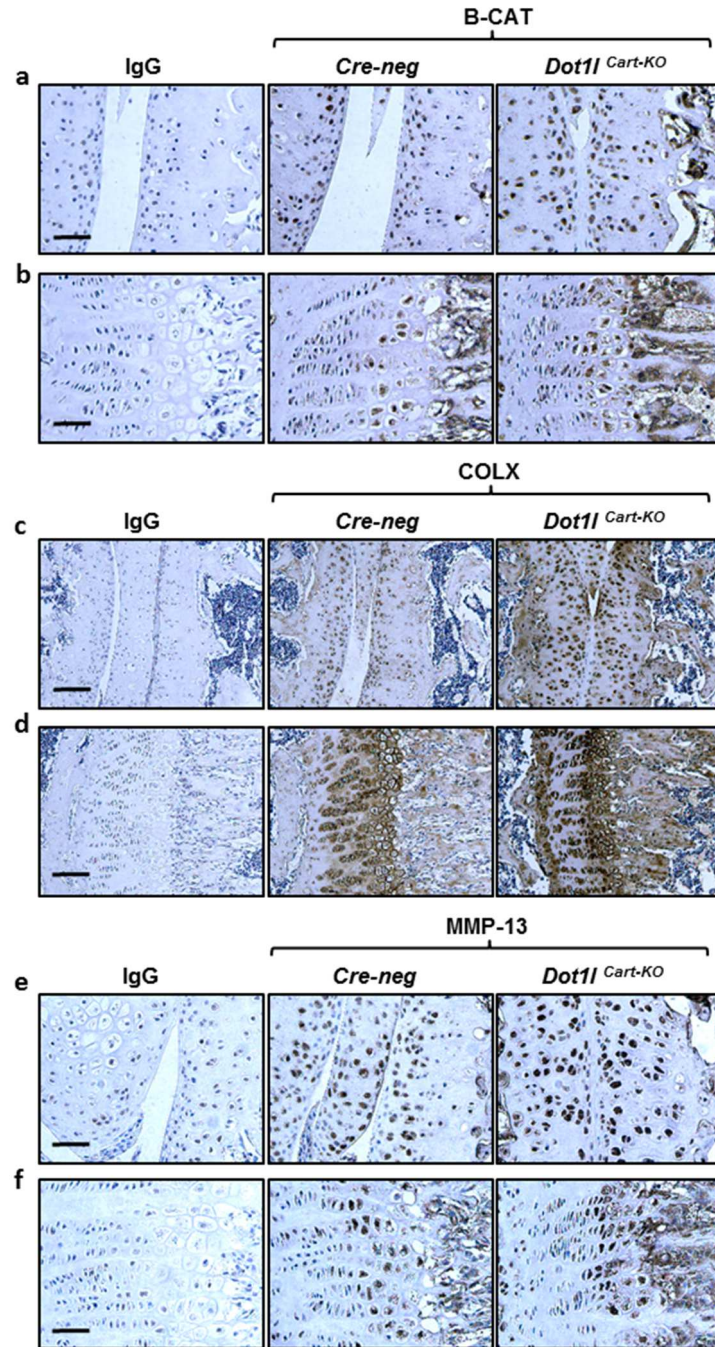 B-CAT
IgG Cre-neg Dot1l Cart-KO
a
b
COLX
IgG Cre-neg Dot1l Cart-KO
c
d
MMP-13
IgG Cre-neg Dot1l Cart-KO
e
f